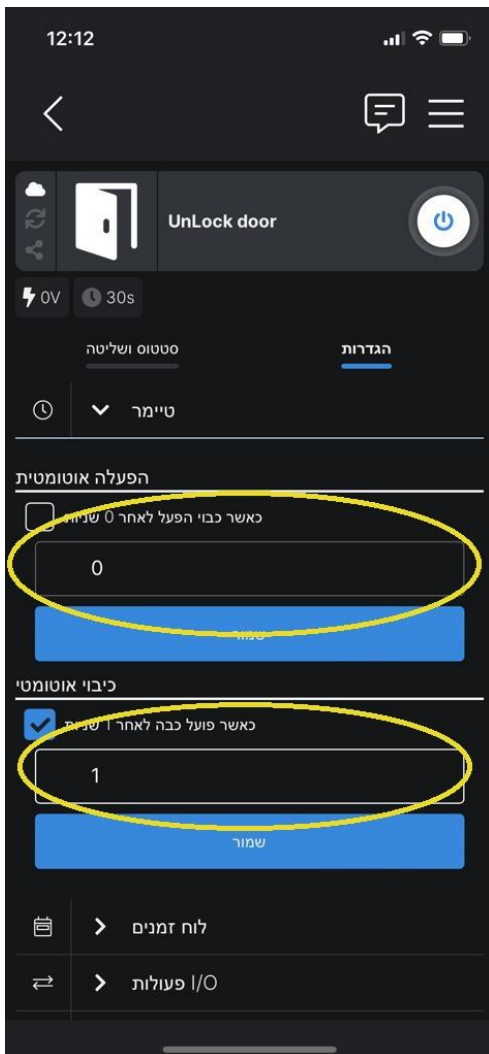 12:12
UnLock door
0V 30s
הגדרות
סטטוס ושליטה
טיימר
הפעלה אוטומטית
כאשר כבוי הפעל לאחר 0 שניות
0
שמור
כיבוי אוטומטי
כאשר פועל כבה לאחר 1 שניות
1
שמור
לוח זמנים
I/O פעולות